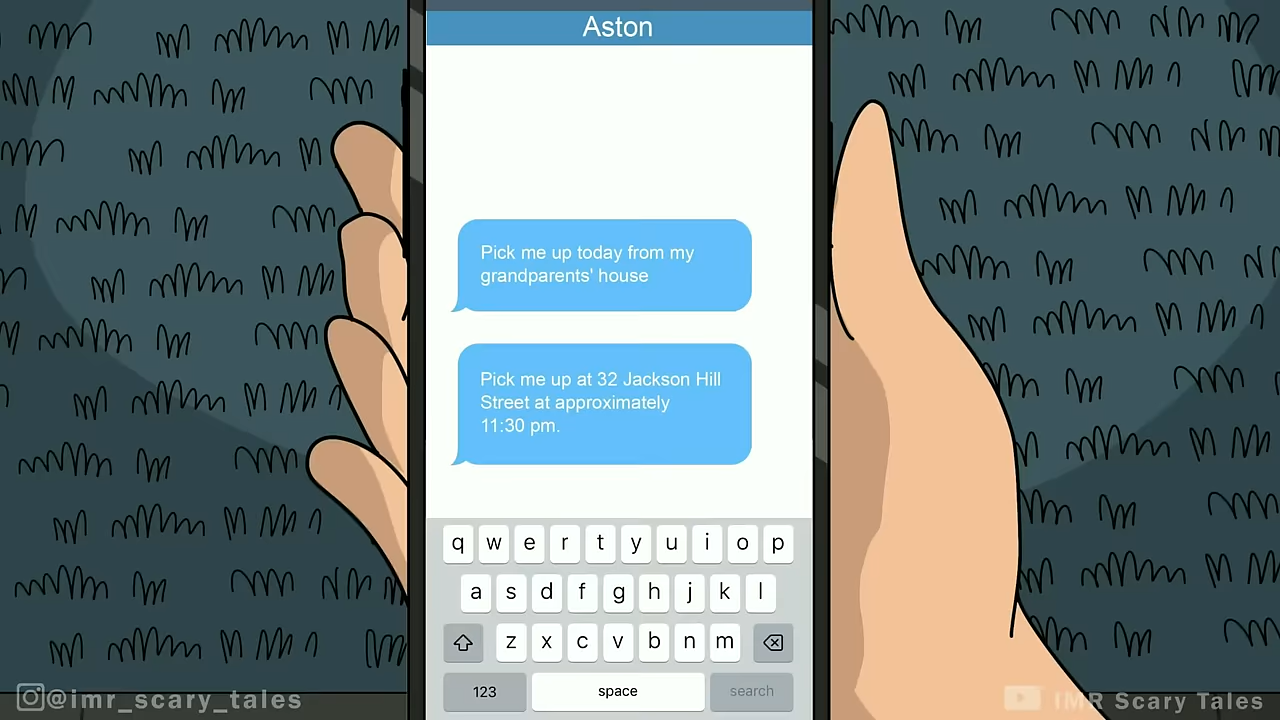 Aston
Pick me up today from my
grandparents' house
Pick me up at 32 Jackson Hill
Street at approximately
11:30 pm.
q w e r t y u i o p
a s d f g h j k l
z x c v b n m
123 space search
@imr_scary_tales
IMR Scary Tales